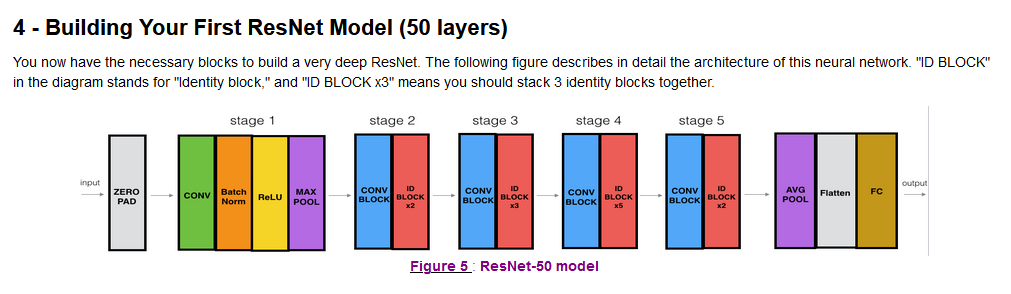 4 - Building Your First ResNet Model (50 layers)
You now have the necessary blocks to build a very deep ResNet. The following figure describes in detail the architecture of this neural network. "ID BLOCK"
in the diagram stands for "Identity block," and "ID BLOCK x3" means you should stack 3 identity blocks together.
stage 1
stage 2
stage 3
stage 4
stage 5
input
ZERO
PAD
CONV
Batch
Norm
ReLU
MAX
POOL
CONV
BLOCK
ID
BLOCK
x2
CONV
BLOCK
ID
BLOCK
x3
CONV
BLOCK
ID
BLOCK
x5
CONV
BLOCK
ID
BLOCK
x2
AVG
POOL
Flatten
FC
output
Figure 5 : ResNet-50 model